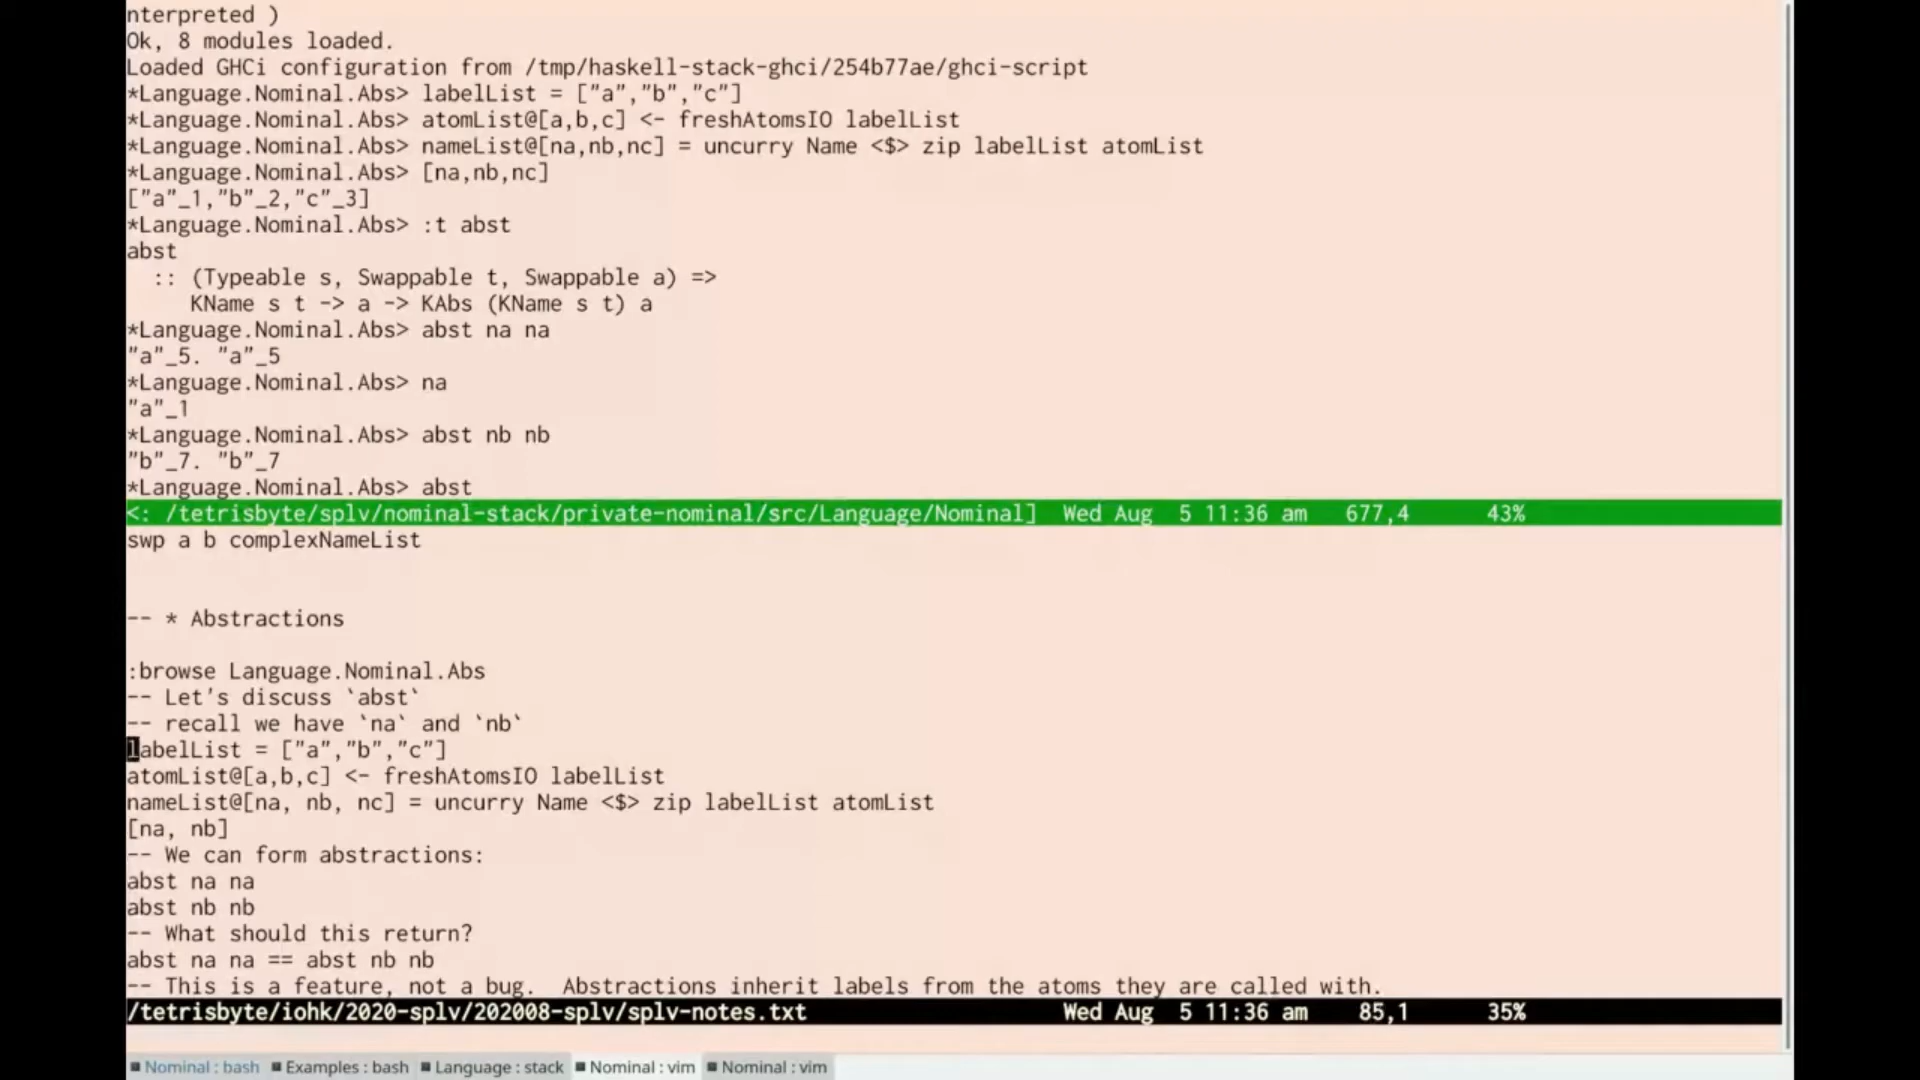 nterpreted )
Ok, 8 modules loaded.
Loaded GHCi configuration from /tmp/haskell-stack-ghci/254b77ae/ghci-script
*Language.Nominal.Abs> labelList = ["a","b","c"]
*Language.Nominal.Abs> atomList@[a,b,c] <- freshAtomsIO labelList
*Language.Nominal.Abs> nameList@[na,nb,nc] = uncurry Name <$> zip labelList atomList
*Language.Nominal.Abs> [na,nb,nc]
["a"_1,"b"_2,"c"_3]
*Language.Nominal.Abs> :t abst
abst
  :: (Typeable s, Swappable t, Swappable a) =>
     KName s t -> a -> KAbs (KName s t) a
*Language.Nominal.Abs> abst na na
"a"_5. "a"_5
*Language.Nominal.Abs> na
"a"_1
*Language.Nominal.Abs> abst nb nb
"b"_7. "b"_7
*Language.Nominal.Abs> abst
<: /tetrisbyte/splv/nominal-stack/private-nominal/src/Language/Nominal]  Wed Aug  5 11:36 am   677,4      43%
swp a b complexNameList
-- * Abstractions
:browse Language.Nominal.Abs
-- Let's discuss `abst`
-- recall we have `na` and `nb`
labelList = ["a","b","c"]
atomList@[a,b,c] <- freshAtomsIO labelList
nameList@[na, nb, nc] = uncurry Name <$> zip labelList atomList
[na, nb]
-- We can form abstractions:
abst na na
abst nb nb
-- What should this return?
abst na na == abst nb nb
-- This is a feature, not a bug.  Abstractions inherit labels from the atoms they are called with.
/tetrisbyte/iohk/2020-splv/202008-splv/splv-notes.txt                    Wed Aug  5 11:36 am    85,1      35%
Nominal : bash Examples : bash Language : stack Nominal : vim Nominal : vim